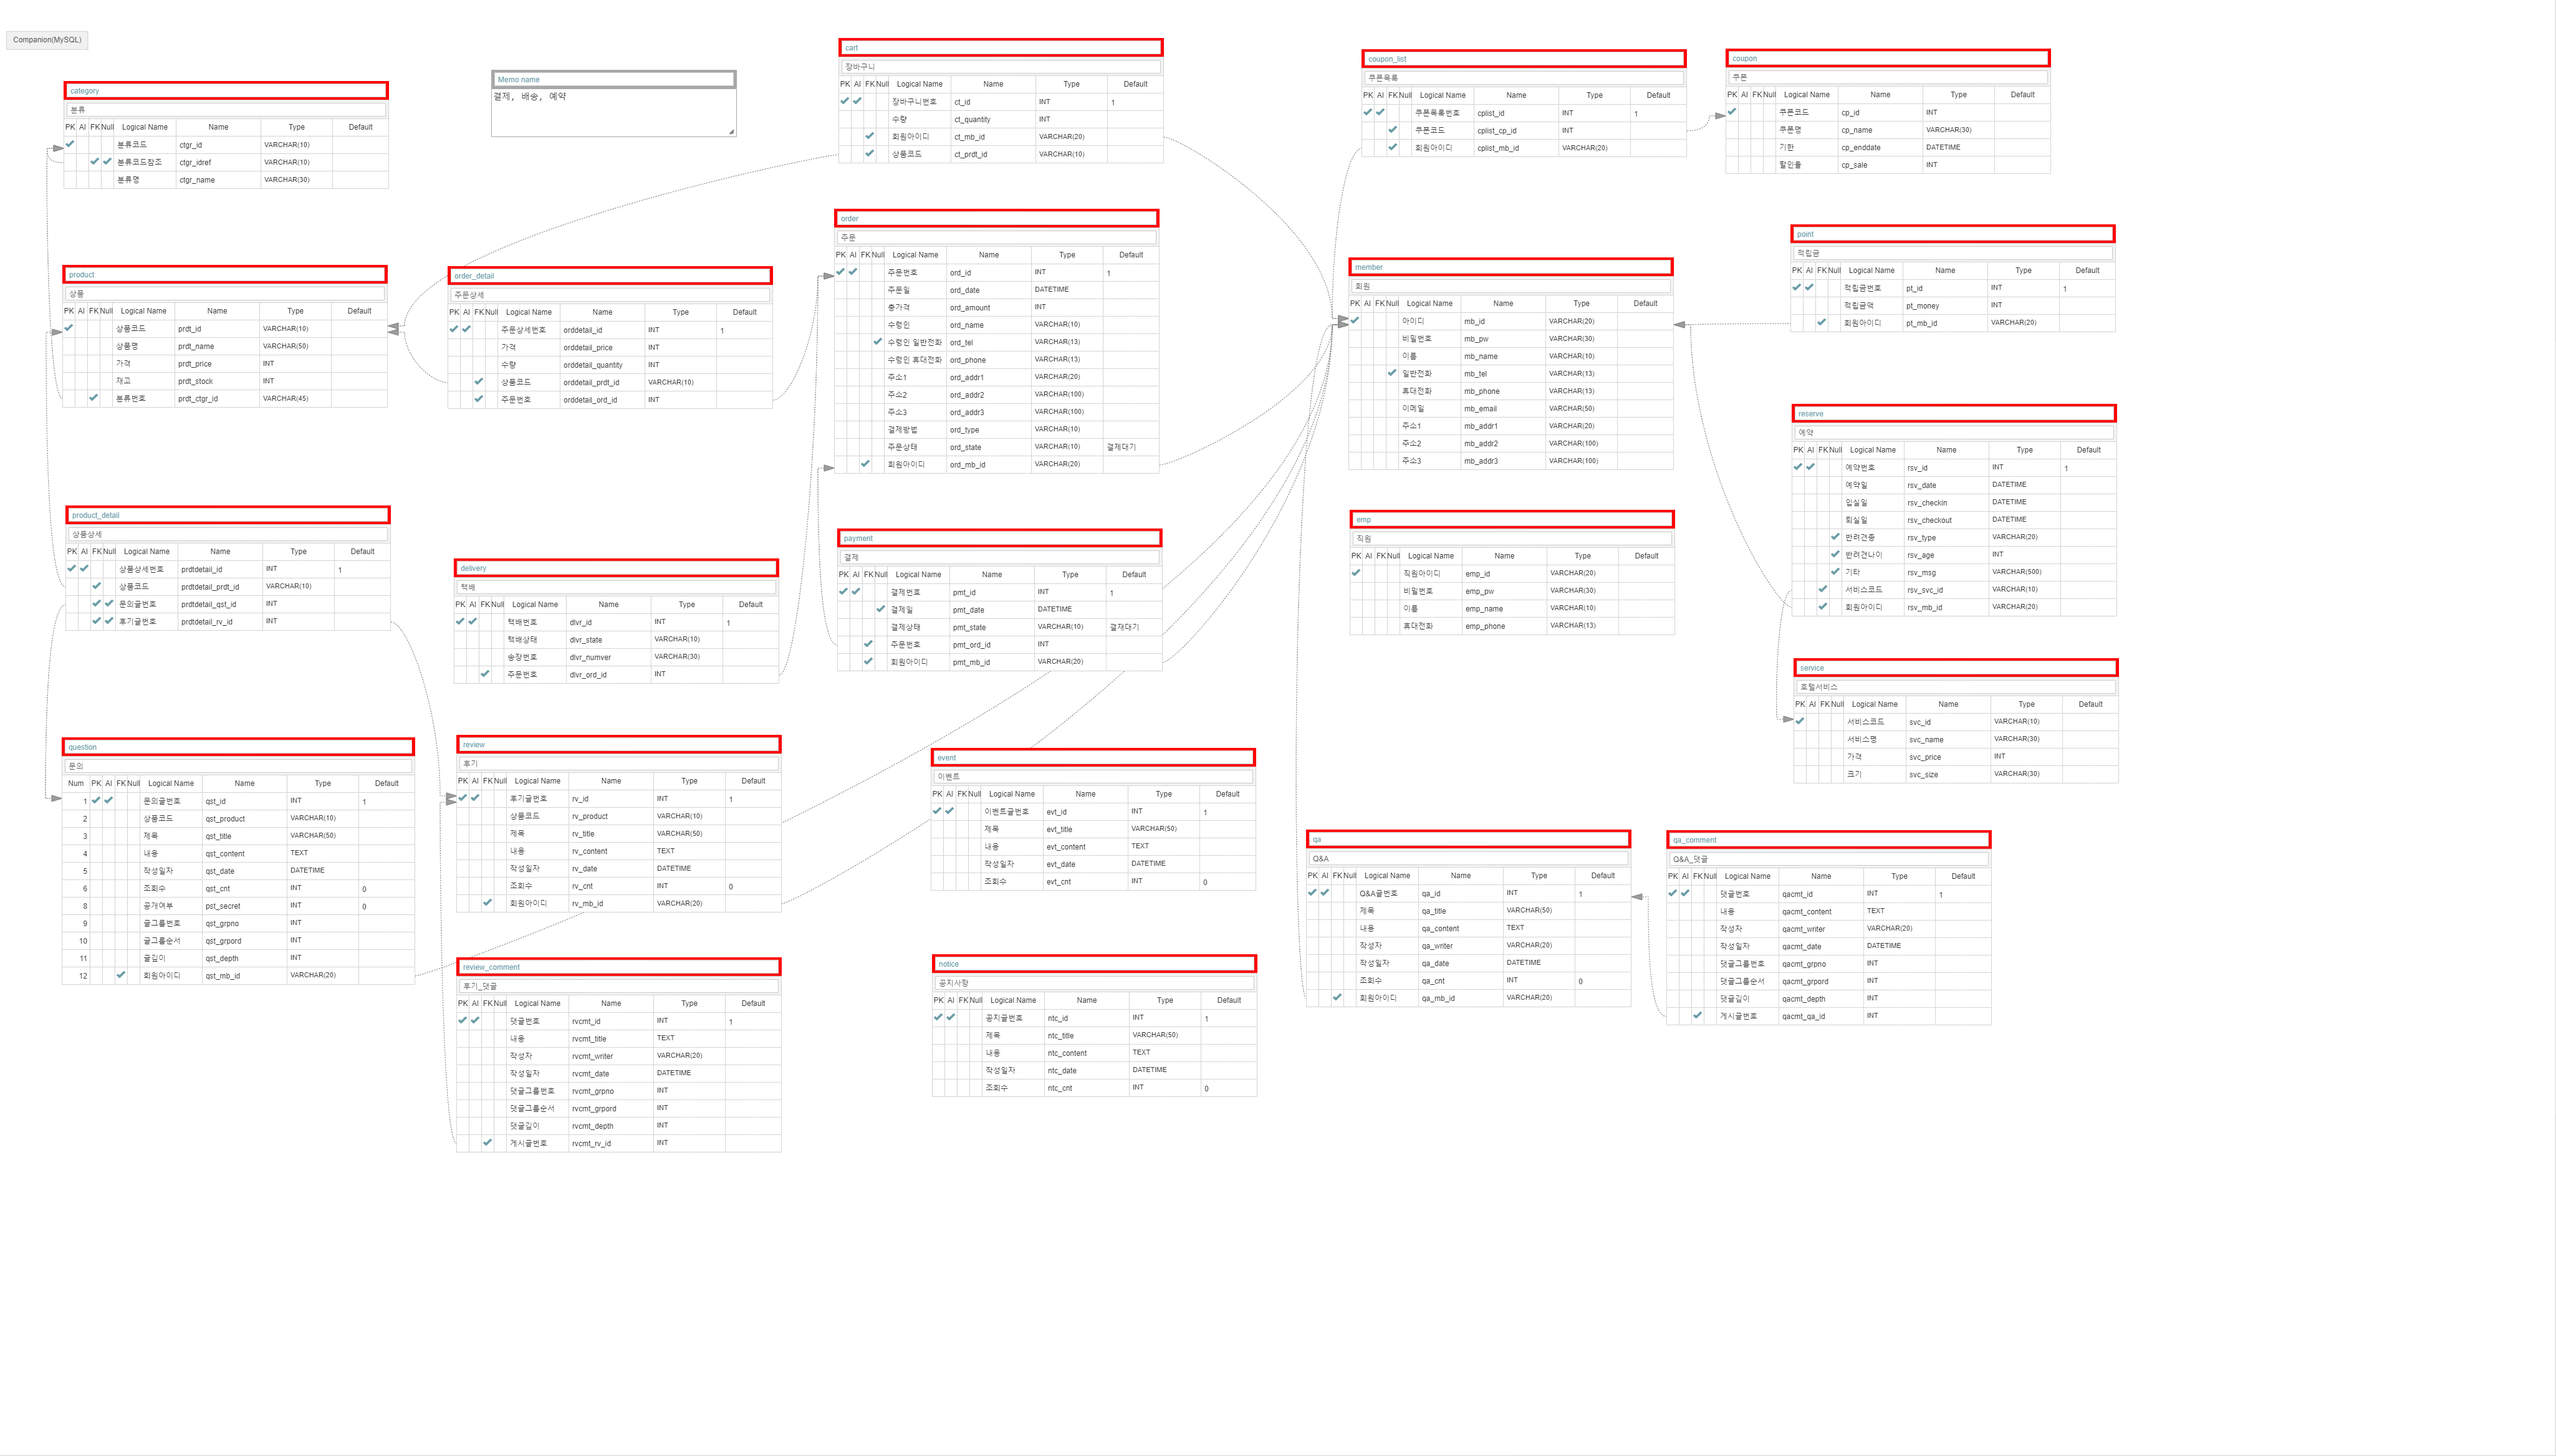 Companion(MySQL)
category
분류
PK AI FK Null Logical Name Name Type Default
분류코드 ctgr_id VARCHAR(10)
분류코드참조 ctgr_idref VARCHAR(10)
분류명 ctgr_name VARCHAR(30)
Memo name
결제, 배송, 예약
cart
장바구니
PK AI FK Null Logical Name Name Type Default
장바구니번호 ct_id INT 1
수량 ct_quantity INT
회원아이디 ct_mb_id VARCHAR(20)
상품코드 ct_prdt_id VARCHAR(10)
coupon_list
쿠폰목록
PK AI FK Null Logical Name Name Type Default
쿠폰목록번호 cplist_id INT 1
쿠폰코드 cplist_cp_id INT
회원아이디 cplist_mb_id VARCHAR(20)
coupon
쿠폰
PK AI FK Null Logical Name Name Type Default
쿠폰코드 cp_id INT
쿠폰명 cp_name VARCHAR(30)
기한 cp_enddate DATETIME
할인율 cp_sale INT
product
상품
PK AI FK Null Logical Name Name Type Default
상품코드 prdt_id VARCHAR(10)
상품명 prdt_name VARCHAR(50)
가격 prdt_price INT
재고 prdt_stock INT
분류번호 prdt_ctgr_id VARCHAR(45)
order_detail
주문상세
PK AI FK Null Logical Name Name Type Default
주문상세번호 orddetail_id INT 1
가격 orddetail_price INT
수량 orddetail_quantity INT
상품코드 orddetail_prdt_id VARCHAR(10)
주문번호 orddetail_ord_id INT
order
주문
PK AI FK Null Logical Name Name Type Default
주문번호 ord_id INT 1
주문일 ord_date DATETIME
총가격 ord_amount INT
수령인 ord_name VARCHAR(10)
수령인 일반전화 ord_tel VARCHAR(13)
수령인 휴대전화 ord_phone VARCHAR(13)
주소1 ord_addr1 VARCHAR(20)
주소2 ord_addr2 VARCHAR(100)
주소3 ord_addr3 VARCHAR(100)
결제방법 ord_type VARCHAR(10)
주문상태 ord_state VARCHAR(10) 결제대기
회원아이디 ord_mb_id VARCHAR(20)
member
회원
PK AI FK Null Logical Name Name Type Default
아이디 mb_id VARCHAR(20)
비밀번호 mb_pw VARCHAR(30)
이름 mb_name VARCHAR(10)
일반전화 mb_tel VARCHAR(13)
휴대전화 mb_phone VARCHAR(13)
이메일 mb_email VARCHAR(50)
주소1 mb_addr1 VARCHAR(20)
주소2 mb_addr2 VARCHAR(100)
주소3 mb_addr3 VARCHAR(100)
point
적립금
PK AI FK Null Logical Name Name Type Default
적립금번호 pt_id INT 1
적립금액 pt_money INT
회원아이디 pt_mb_id VARCHAR(20)
reserve
예약
PK AI FK Null Logical Name Name Type Default
예약번호 rsv_id INT 1
예약일 rsv_date DATETIME
입실일 rsv_checkin DATETIME
퇴실일 rsv_checkout DATETIME
반려견종 rsv_type VARCHAR(20)
반려견나이 rsv_age INT
기타 rsv_msg VARCHAR(500)
서비스코드 rsv_svc_id VARCHAR(10)
회원아이디 rsv_mb_id VARCHAR(20)
product_detail
상품상세
PK AI FK Null Logical Name Name Type Default
상품상세번호 prdtdetail_id INT 1
상품코드 prdtdetail_prdt_id VARCHAR(10)
문의글번호 prdtdetail_qst_id INT
후기글번호 prdtdetail_rv_id INT
delivery
택배
PK AI FK Null Logical Name Name Type Default
택배번호 dlvr_id INT 1
택배상태 dlvr_state VARCHAR(10)
송장번호 dlvr_numver VARCHAR(30)
주문번호 dlvr_ord_id INT
payment
결제
PK AI FK Null Logical Name Name Type Default
결제번호 pmt_id INT 1
결제일 pmt_date DATETIME
결제상태 pmt_state VARCHAR(10) 결재대기
주문번호 pmt_ord_id INT
회원아이디 pmt_mb_id VARCHAR(20)
emp
직원
PK AI FK Null Logical Name Name Type Default
직원아이디 emp_id VARCHAR(20)
비밀번호 emp_pw VARCHAR(30)
이름 emp_name VARCHAR(10)
휴대전화 emp_phone VARCHAR(13)
service
호텔서비스
PK AI FK Null Logical Name Name Type Default
서비스코드 svc_id VARCHAR(10)
서비스명 svc_name VARCHAR(30)
가격 svc_price INT
크기 svc_size VARCHAR(30)
question
문의
Num PK AI FK Null Logical Name Name Type Default
1 문의글번호 qst_id INT 1
2 상품코드 qst_product VARCHAR(10)
3 제목 qst_title VARCHAR(50)
4 내용 qst_content TEXT
5 작성일자 qst_date DATETIME
6 조회수 qst_cnt INT 0
8 공개여부 pst_secret INT 0
9 글그룹번호 qst_grpno INT
10 글그룹순서 qst_grpord INT
11 글깊이 qst_depth INT
12 회원아이디 qst_mb_id VARCHAR(20)
review
후기
PK AI FK Null Logical Name Name Type Default
후기글번호 rv_id INT 1
상품코드 rv_product VARCHAR(10)
제목 rv_title VARCHAR(50)
내용 rv_content TEXT
작성일자 rv_date DATETIME
조회수 rv_cnt INT 0
회원아이디 rv_mb_id VARCHAR(20)
event
이벤트
PK AI FK Null Logical Name Name Type Default
이벤트글번호 evt_id INT 1
제목 evt_title VARCHAR(50)
내용 evt_content TEXT
작성일자 evt_date DATETIME
조회수 evt_cnt INT 0
qa
Q&A
PK AI FK Null Logical Name Name Type Default
Q&A글번호 qa_id INT 1
제목 qa_title VARCHAR(50)
내용 qa_content TEXT
작성자 qa_writer VARCHAR(20)
작성일자 qa_date DATETIME
조회수 qa_cnt INT 0
회원아이디 qa_mb_id VARCHAR(20)
qa_comment
Q&A_댓글
PK AI FK Null Logical Name Name Type Default
댓글번호 qacmt_id INT 1
내용 qacmt_content TEXT
작성자 qacmt_writer VARCHAR(20)
작성일자 qacmt_date DATETIME
댓글그룹번호 qacmt_grpno INT
댓글그룹순서 qacmt_grpord INT
댓글깊이 qacmt_depth INT
게시글번호 qacmt_qa_id INT
review_comment
후기_댓글
PK AI FK Null Logical Name Name Type Default
댓글번호 rvcmt_id INT 1
내용 rvcmt_title TEXT
작성자 rvcmt_writer VARCHAR(20)
작성일자 rvcmt_date DATETIME
댓글그룹번호 rvcmt_grpno INT
댓글그룹순서 rvcmt_grpord INT
댓글깊이 rvcmt_depth INT
게시글번호 rvcmt_rv_id INT
notice
공지사항
PK AI FK Null Logical Name Name Type Default
공지글번호 ntc_id INT 1
제목 ntc_title VARCHAR(50)
내용 ntc_content TEXT
작성일자 ntc_date DATETIME
조회수 ntc_cnt INT 0